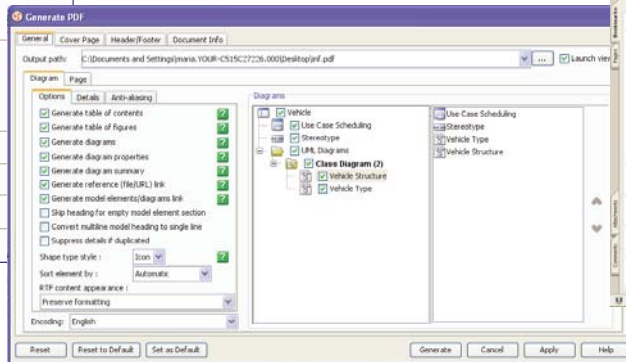 Generate PDF
General Cover Page Header/Footer Document Info
Output path: C:\Documents and Settings\maria.YOUR-C515C27226.000\Desktop\inf.pdf ... Launch view
Diagram Page
Options Details Anti-aliasing
Generate table of contents ?
Generate table of figures ?
Generate diagrams ?
Generate diagram properties ?
Generate diagram summary ?
Generate reference (file/URL) link ?
Generate model elements/diagrams link ?
Skip heading for empty model element section
Convert multiline model heading to single line
Suppress details if duplicated
Shape type style : Icon ?
Sort element by : Automatic
RTF content appearance :
Preserve formatting
Encoding: English
Diagrams
Vehicle
Use Case Scheduling
Stereotype
UML Diagrams
Class Diagram (2)
Vehicle Structure
Vehicle Type
Use Case Scheduling
Stereotype
Vehicle Type
Vehicle Structure
Reset Reset to Default Set as Default Generate Cancel Apply Help
Bookmarks
Pages
Attachments
Comments